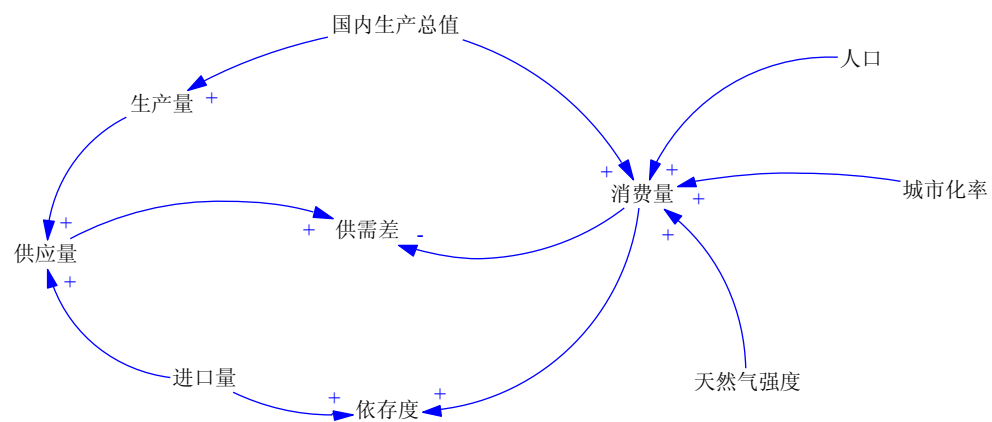 国内生产总值
人口
生产量
+
+
+
消费量
城市化率
+
+
供需差
+
-
+
供应量
+
进口量
天然气强度
+
+
依存度